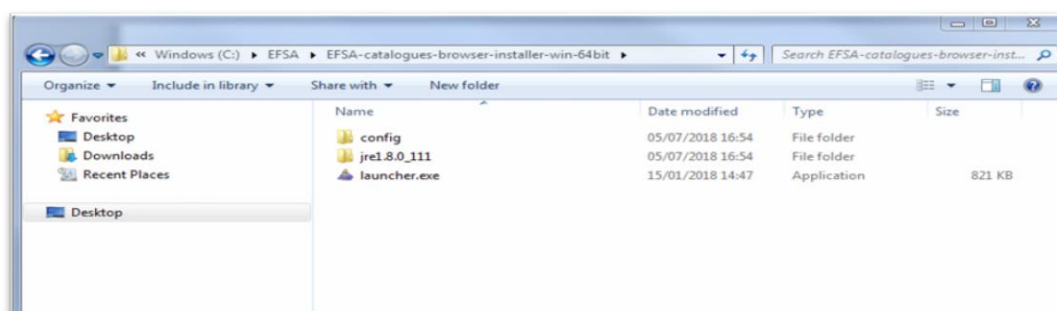 « Windows (C:) ▸ EFSA ▸ EFSA-catalogues-browser-installer-win-64bit ▸ Search EFSA-catalogues-browser-inst...
Organize Include in library Share with New folder
Favorites
Desktop
Downloads
Recent Places
Desktop
Name Date modified Type Size
config 05/07/2018 16:54 File folder
jre1.8.0_111 05/07/2018 16:54 File folder
launcher.exe 15/01/2018 14:47 Application 821 KB